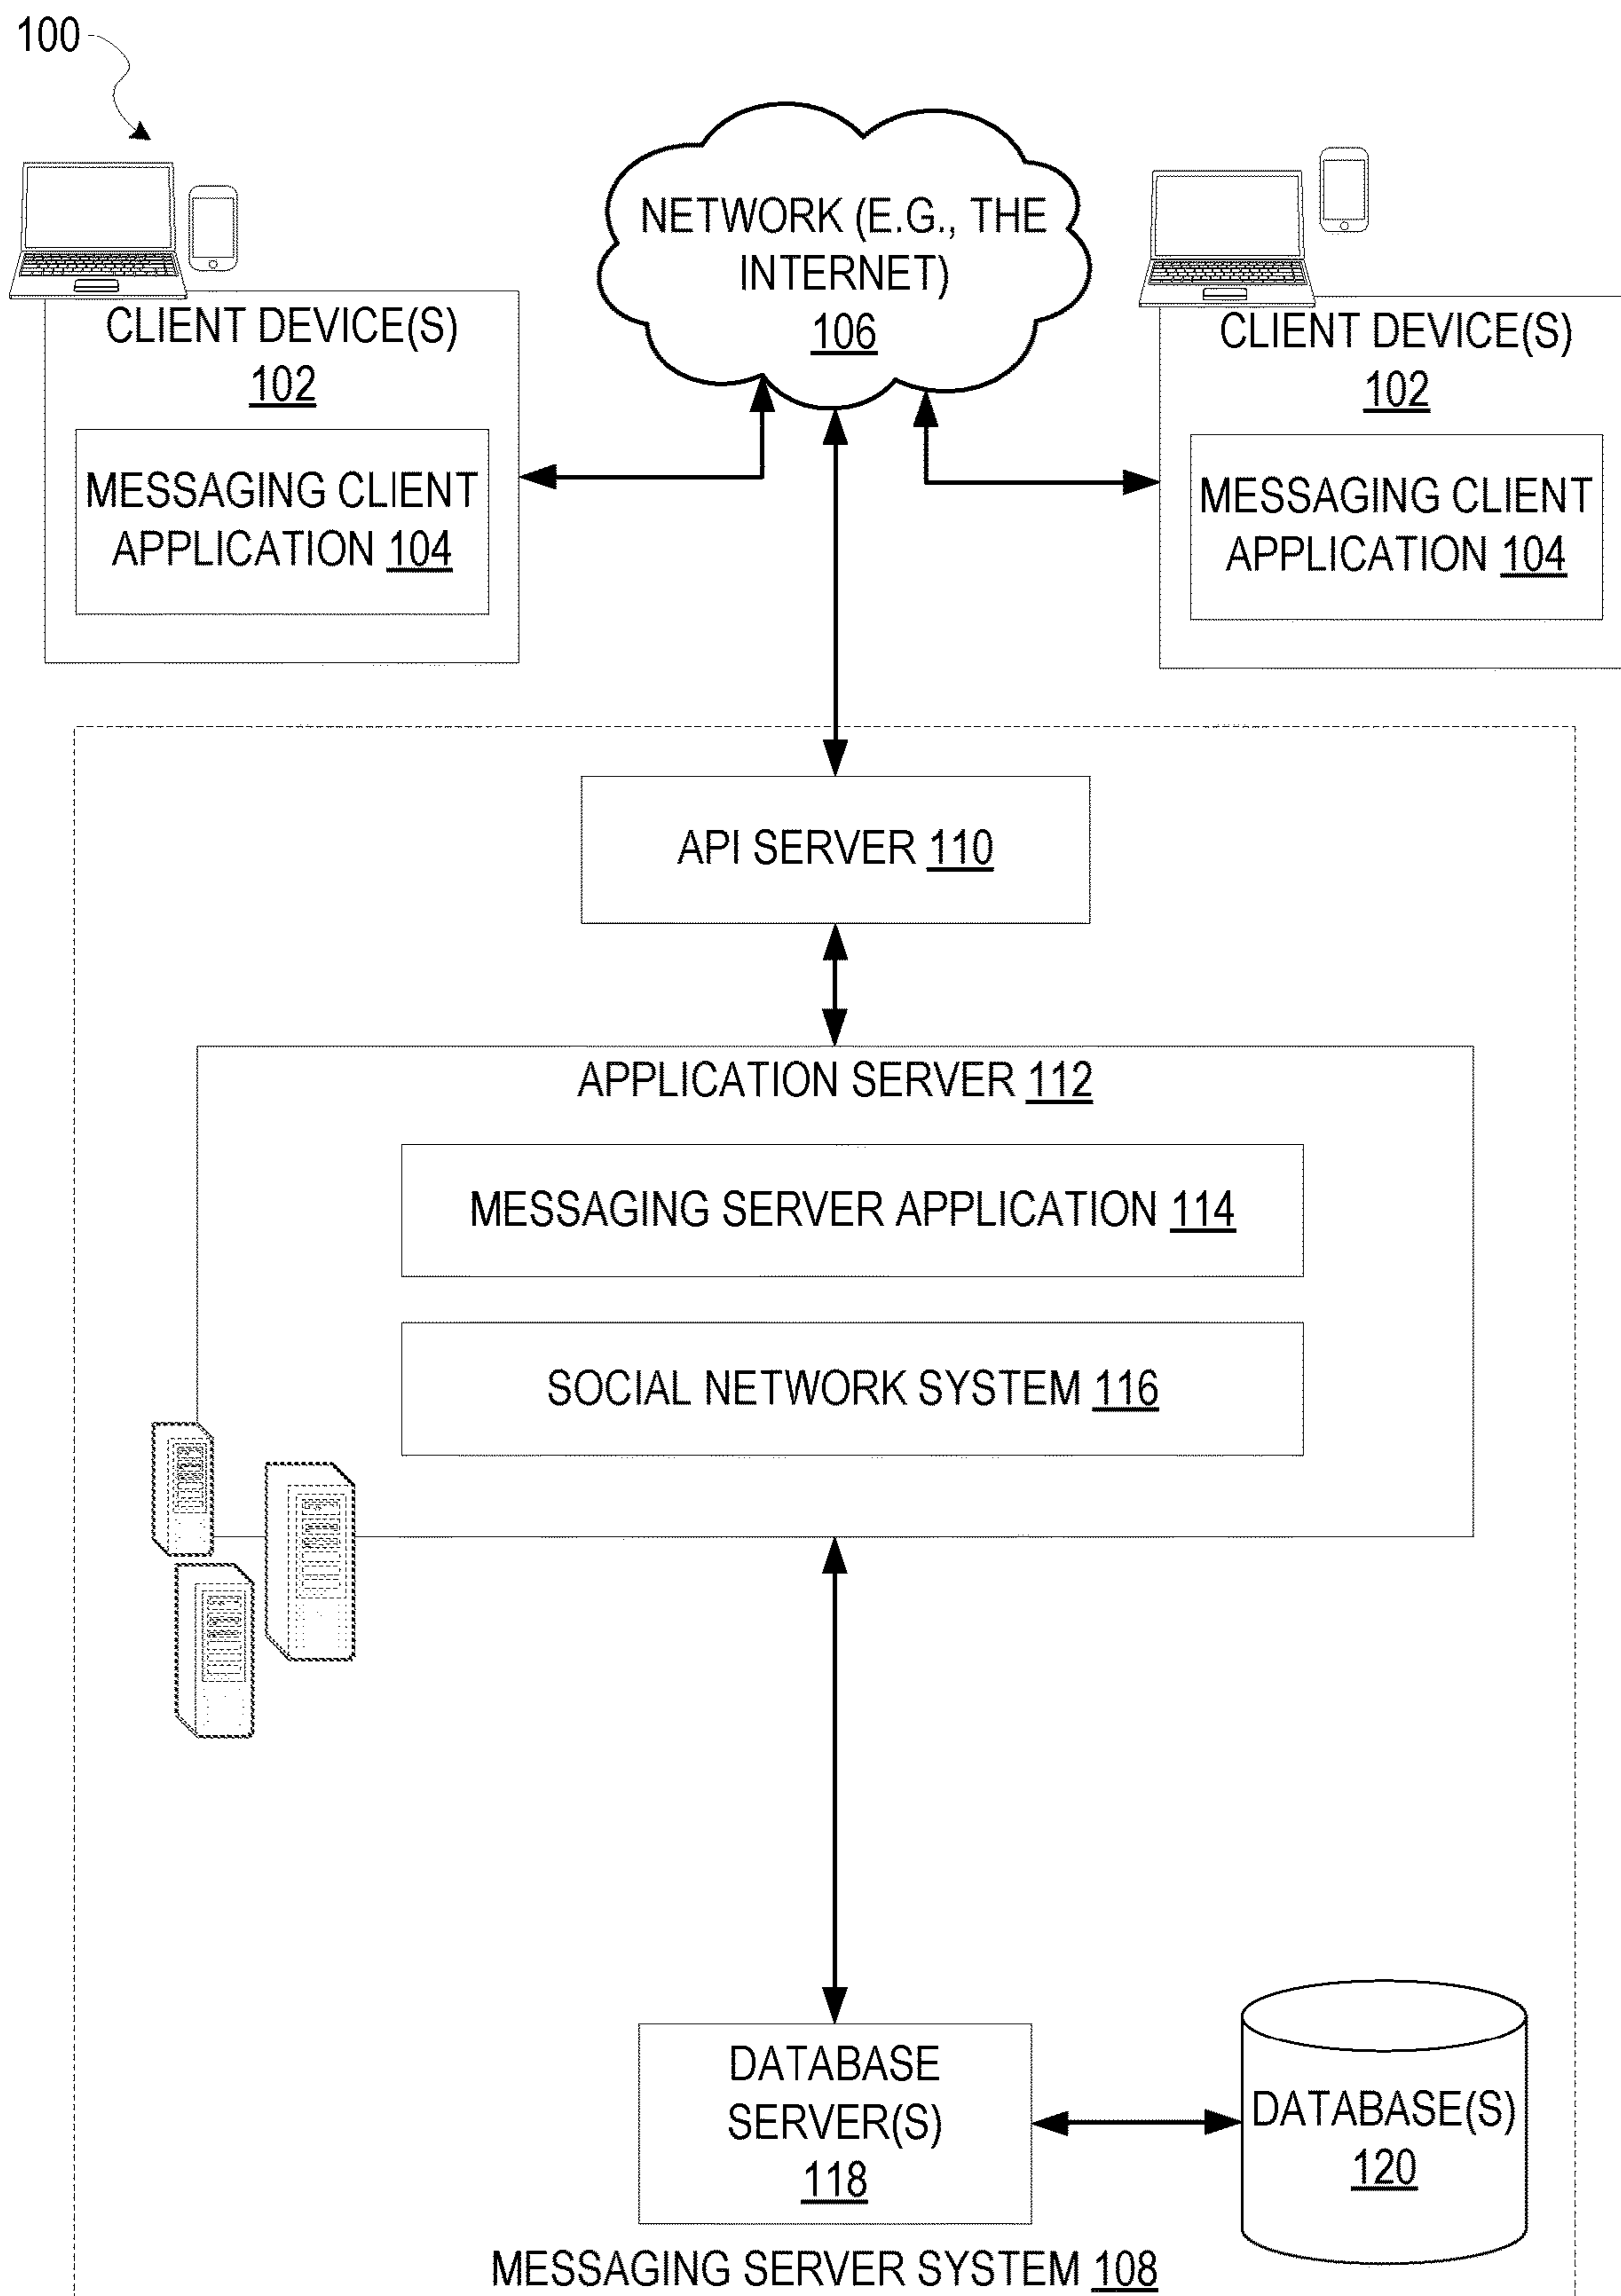 100
NETWORK (E.G., THE
INTERNET)
106
CLIENT DEVICE(S)
102
MESSAGING CLIENT
APPLICATION 104
CLIENT DEVICE(S)
102
MESSAGING CLIENT
APPLICATION 104
API SERVER 110
APPLICATION SERVER 112
MESSAGING SERVER APPLICATION 114
SOCIAL NETWORK SYSTEM 116
DATABASE
SERVER(S)
118
DATABASE(S)
120
MESSAGING SERVER SYSTEM 108